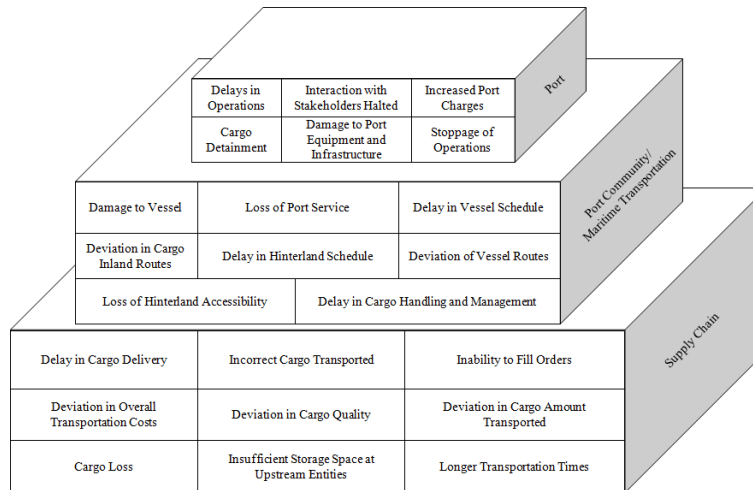 Delays in
Operations
Interaction with
Stakeholders Halted
Increased Port
Charges
Cargo
Detainment
Damage to Port
Equipment and
Infrastructure
Stoppage of
Operations
Port
Damage to Vessel
Loss of Port Service
Delay in Vessel Schedule
Deviation in Cargo
Inland Routes
Delay in Hinterland Schedule
Deviation of Vessel Routes
Loss of Hinterland Accessibility
Delay in Cargo Handling and Management
Port Community/
Maritime Transportation
Delay in Cargo Delivery
Incorrect Cargo Transported
Inability to Fill Orders
Deviation in Overall
Transportation Costs
Deviation in Cargo Quality
Deviation in Cargo Amount
Transported
Cargo Loss
Insufficient Storage Space at
Upstream Entities
Longer Transportation Times
Supply Chain